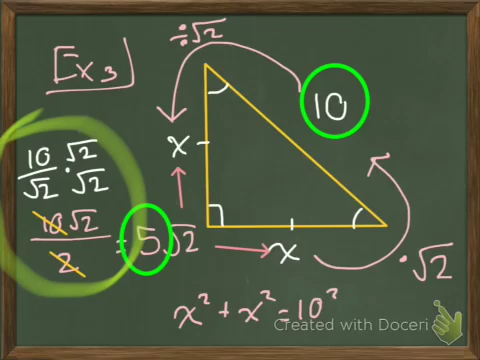 Ex 3
÷√2
10
x
10/√2 · √2/√2
10√2/2 = 5√2
x
·√2
x² + x² = 10²
Created with Doceri